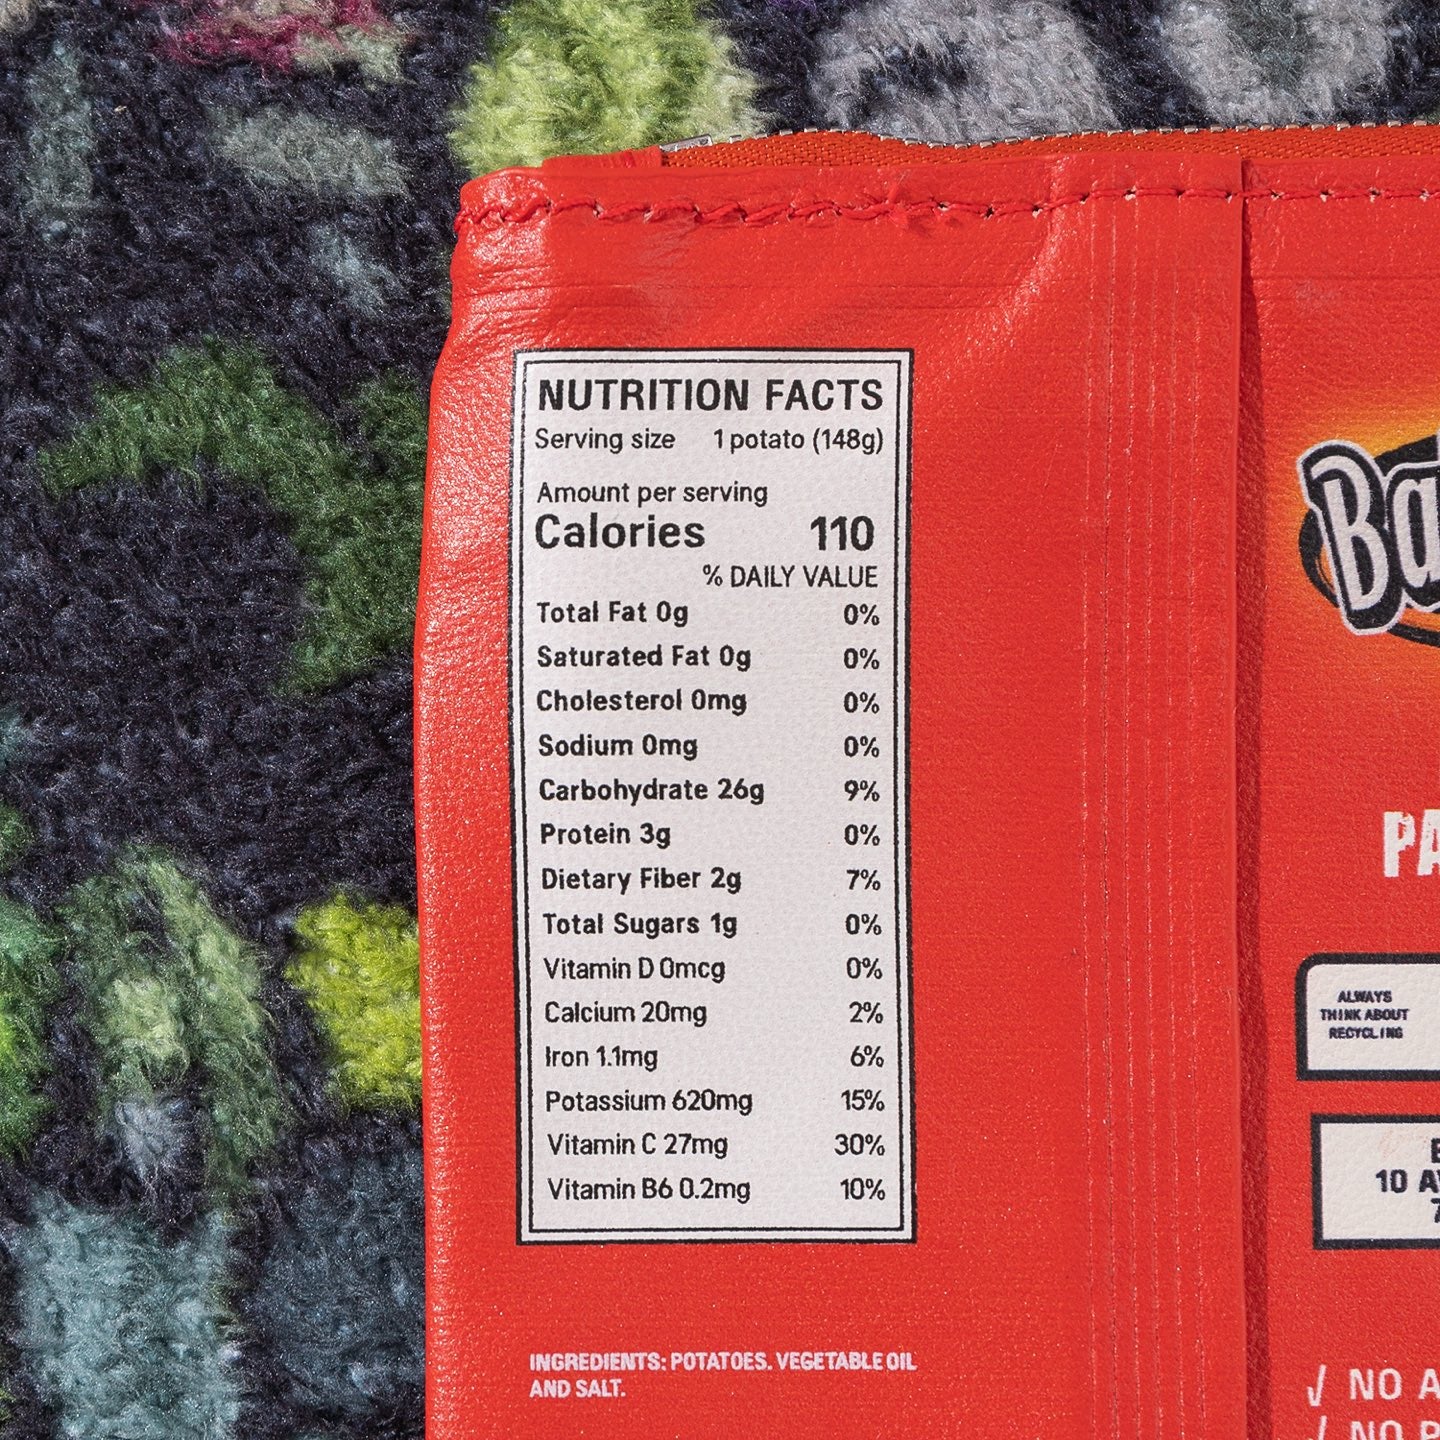 NUTRITION FACTS
Serving size 1 potato (148g)
Amount per serving
Calories 110
% DAILY VALUE
Total Fat 0g 0%
Saturated Fat 0g 0%
Cholesterol 0mg 0%
Sodium 0mg 0%
Carbohydrate 26g 9%
Protein 3g 0%
Dietary Fiber 2g 7%
Total Sugars 1g 0%
Vitamin D 0mcg 0%
Calcium 20mg 2%
Iron 1.1mg 6%
Potassium 620mg 15%
Vitamin C 27mg 30%
Vitamin B6 0.2mg 10%
INGREDIENTS: POTATOES. VEGETABLE OIL
AND SALT.
ALWAYS
THINK ABOUT
RECYCLING
10
√ NO
√ NO